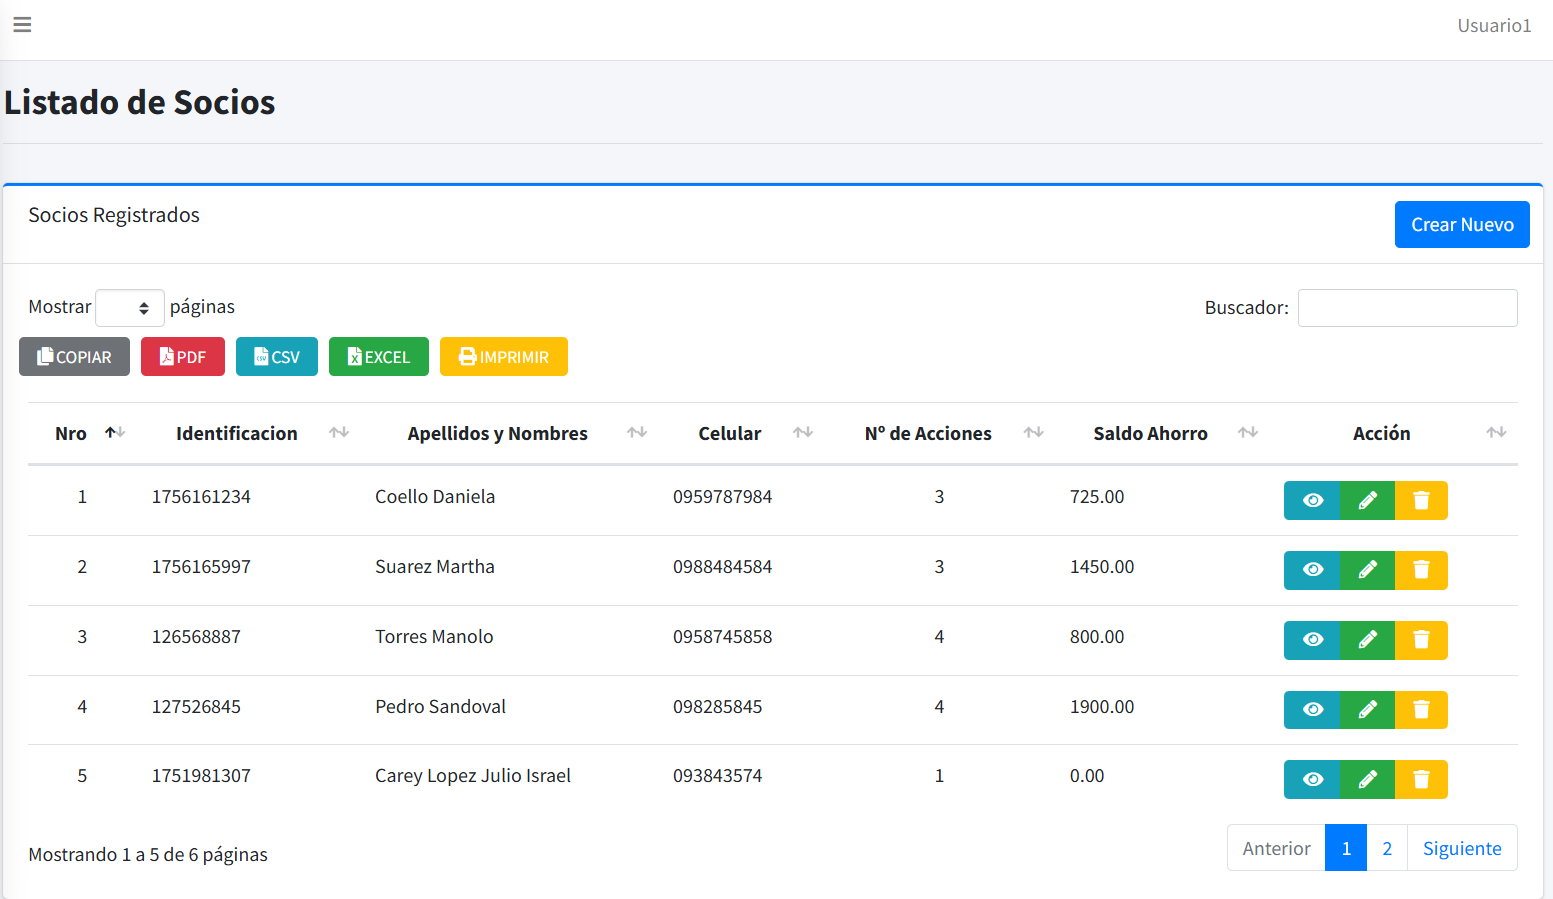 Usuario1
Listado de Socios
Socios Registrados
Crear Nuevo
Mostrar páginas
Buscador:
COPIAR PDF CSV EXCEL IMPRIMIR
Nro Identificacion Apellidos y Nombres Celular Nº de Acciones Saldo Ahorro Acción
1 1756161234 Coello Daniela 0959787984 3 725.00
2 1756165997 Suarez Martha 0988484584 3 1450.00
3 126568887 Torres Manolo 0958745858 4 800.00
4 127526845 Pedro Sandoval 098285845 4 1900.00
5 1751981307 Carey Lopez Julio Israel 093843574 1 0.00
Mostrando 1 a 5 de 6 páginas
Anterior 1 2 Siguiente